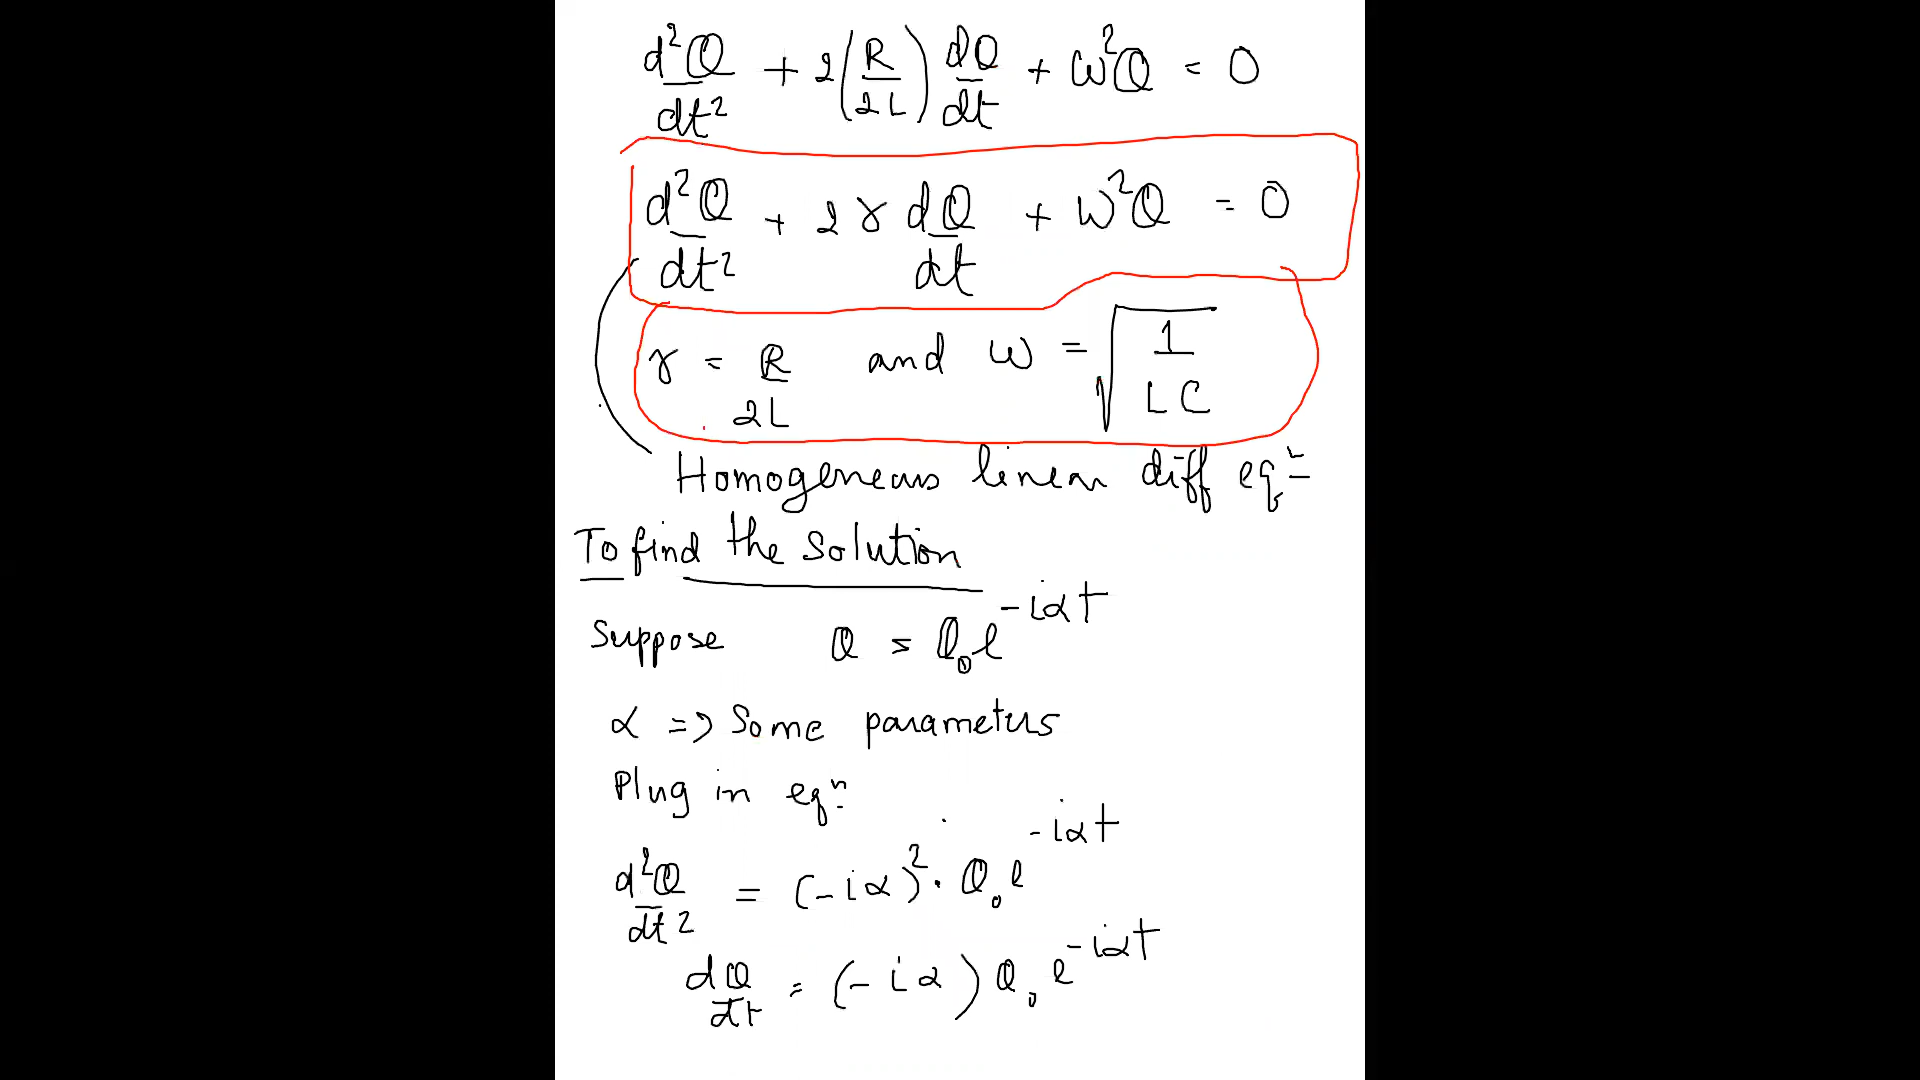 d²Q/dt² + 2(R/2L) dQ/dt + ω²Q = 0
d²Q/dt² + 2γ dQ/dt + ω²Q = 0
γ = R/2L and ω = √(1/LC)
Homogeneous linear diff eqⁿ
To find the solution
Suppose Q = Q₀e^(-iαt)
α => Some parameters
Plug in eqⁿ
d²Q/dt² = (-iα)² · Q₀e^(-iαt)
dQ/dt = (-iα) Q₀e^(-iαt)